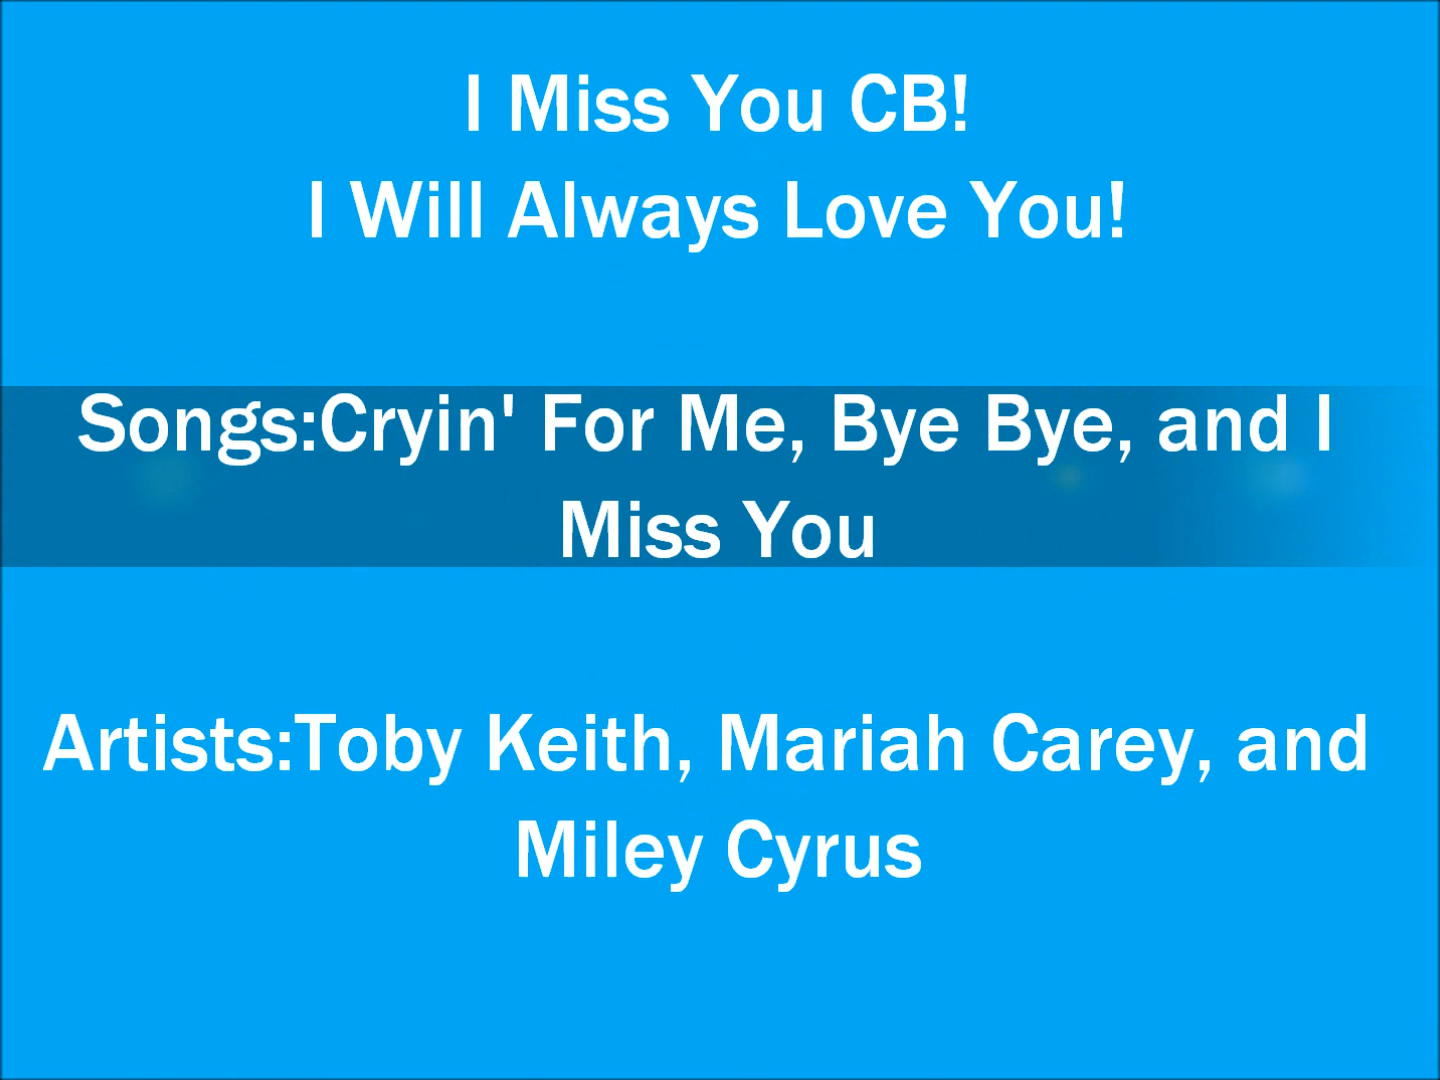 I Miss You CB!
I Will Always Love You!
Songs:Cryin' For Me, Bye Bye, and I
Miss You
Artists:Toby Keith, Mariah Carey, and
Miley Cyrus